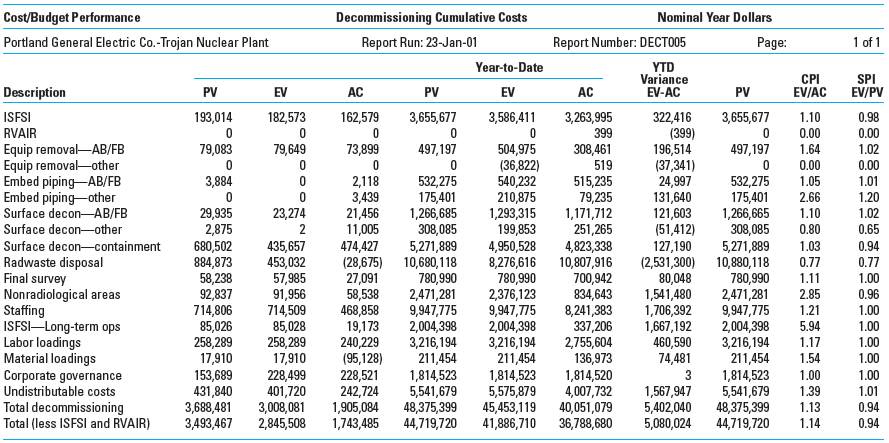 Cost/Budget Performance Decommissioning Cumulative Costs Nominal Year Dollars
Portland General Electric Co.-Trojan Nuclear Plant Report Run: 23-Jan-01 Report Number: DECT005 Page: 1 of 1
Year-to-Date YTD
Variance CPI SPI
Description PV EV AC PV EV AC EV-AC PV EV/AC EV/PV
ISFSI 193,014 182,573 162,579 3,655,677 3,586,411 3,263,995 322,416 3,655,677 1.10 0.98
RVAIR 0 0 0 0 0 399 (399) 0 0.00 0.00
Equip removal—AB/FB 79,083 79,649 73,899 497,197 504,975 308,461 196,514 497,197 1.64 1.02
Equip removal—other 0 0 0 0 (36,822) 519 (37,341) 0 0.00 0.00
Embed piping—AB/FB 3,884 0 2,118 532,275 540,232 515,235 24,997 532,275 1.05 1.01
Embed piping—other 0 0 3,439 175,401 210,875 79,235 131,640 175,401 2.66 1.20
Surface decon—AB/FB 29,935 23,274 21,456 1,266,685 1,293,315 1,171,712 121,603 1,266,665 1.10 1.02
Surface decon—other 2,875 2 11,005 308,085 199,853 251,265 (51,412) 308,085 0.80 0.65
Surface decon—containment 680,502 435,657 474,427 5,271,889 4,950,528 4,823,338 127,190 5,271,889 1.03 0.94
Radwaste disposal 884,873 453,032 (28,675) 10,680,118 8,276,616 10,807,916 (2,531,300) 10,880,118 0.77 0.77
Final survey 58,238 57,985 27,091 780,990 780,990 700,942 80,048 780,990 1.11 1.00
Nonradiological areas 92,837 91,956 58,538 2,471,281 2,376,123 834,643 1,541,480 2,471,281 2.85 0.96
Staffing 714,806 714,509 468,858 9,947,775 9,947,775 8,241,383 1,706,392 9,947,775 1.21 1.00
ISFSI—Long-term ops 85,026 85,028 19,173 2,004,398 2,004,398 337,206 1,667,192 2,004,398 5.94 1.00
Labor loadings 258,289 258,289 240,229 3,216,194 3,216,194 2,755,604 460,590 3,216,194 1.17 1.00
Material loadings 17,910 17,910 (95,128) 211,454 211,454 136,973 74,481 211,454 1.54 1.00
Corporate governance 153,689 228,499 228,521 1,814,523 1,814,523 1,814,520 3 1,814,523 1.00 1.00
Undistributable costs 431,840 401,720 242,724 5,541,679 5,575,879 4,007,732 1,567,947 5,541,679 1.39 1.01
Total decommissioning 3,688,481 3,008,081 1,905,084 48,375,399 45,453,119 40,051,079 5,402,040 48,375,399 1.13 0.94
Total (less ISFSI and RVAIR) 3,493,467 2,845,508 1,743,485 44,719,720 41,886,710 36,788,680 5,080,024 44,719,720 1.14 0.94